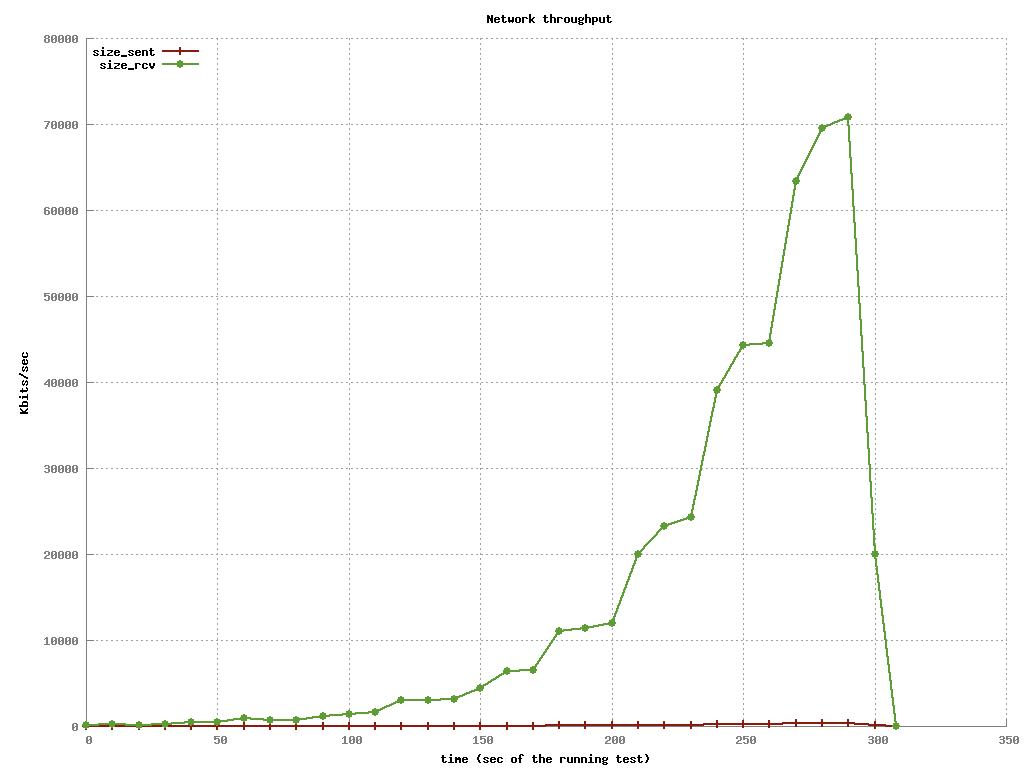 Network throughput
80000
size_sent
size_rcv
70000
60000
50000
Kbits/sec
40000
30000
20000
10000
0
0 50 100 150 200 250 300 350
time (sec of the running test)